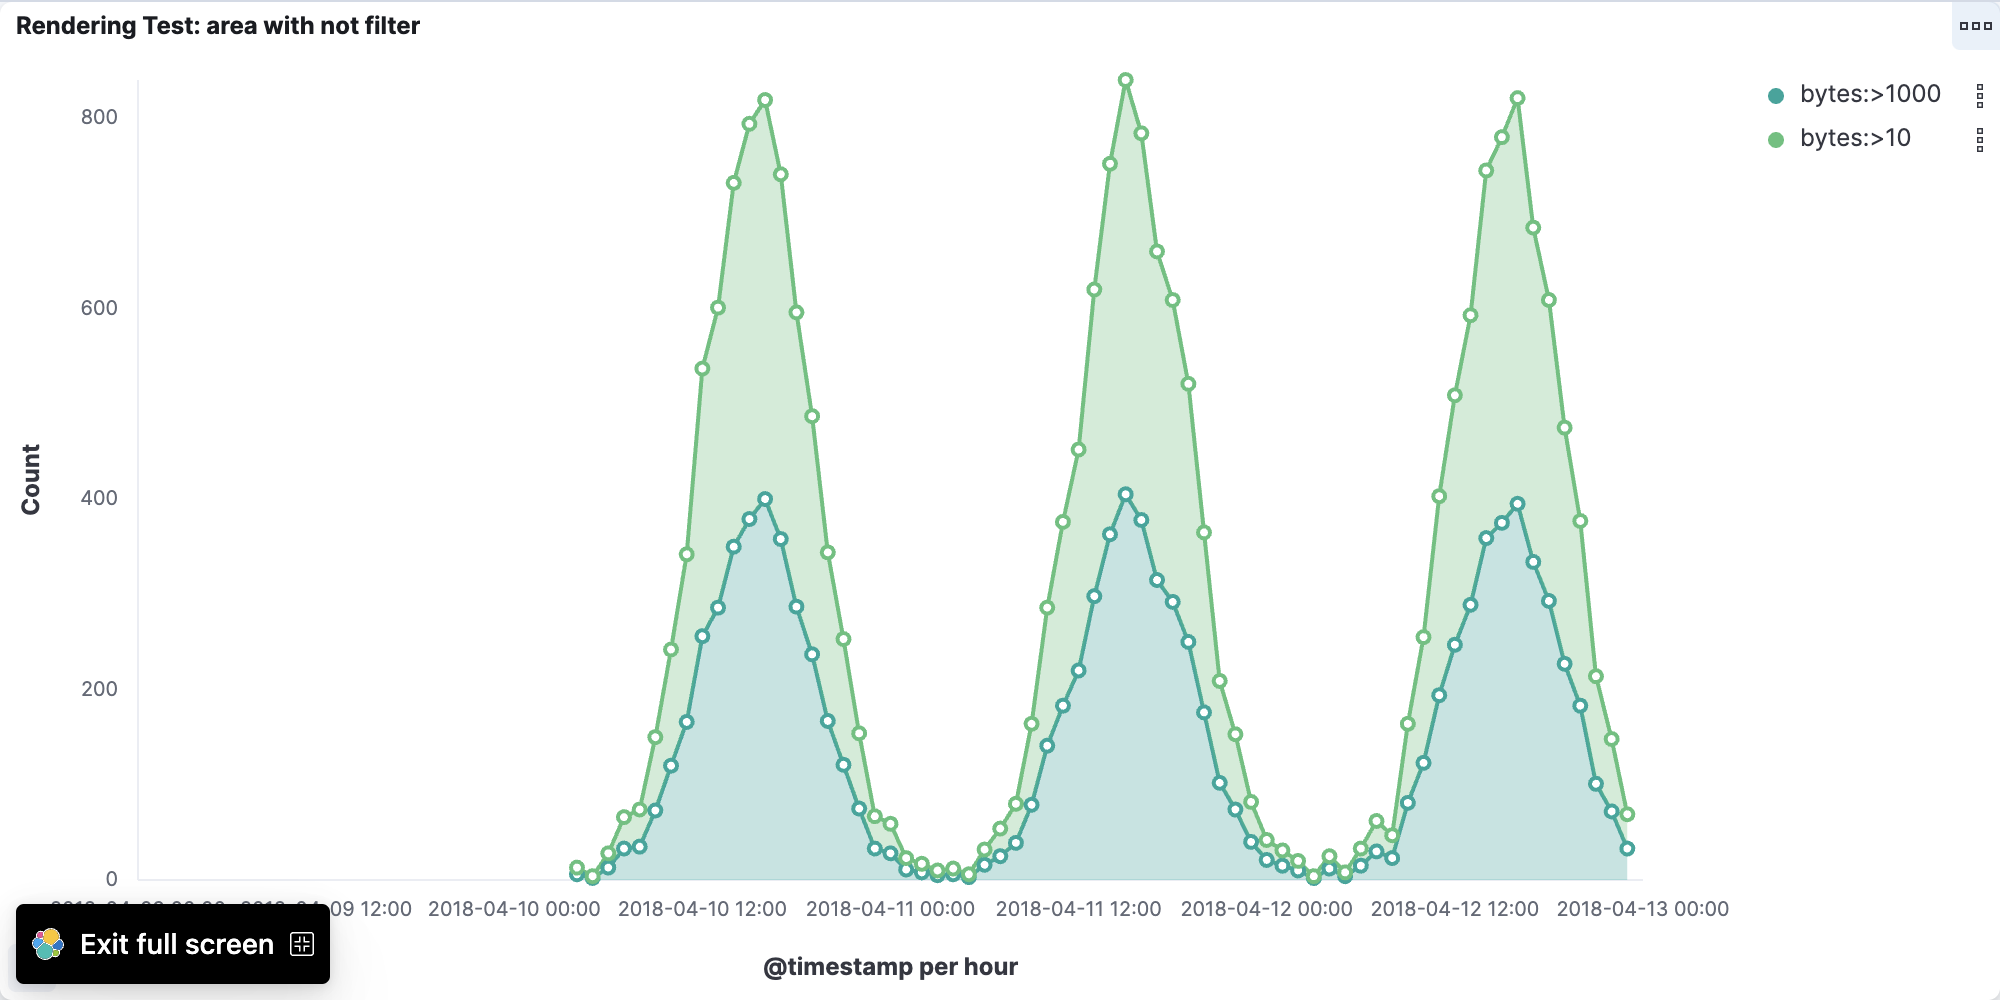 Rendering Test: area with not filter
bytes:>1000
bytes:>10
800
600
400
200
0
Count
09 12:00
2018-04-10 00:00
2018-04-10 12:00
2018-04-11 00:00
2018-04-11 12:00
2018-04-12 00:00
2018-04-12 12:00
2018-04-13 00:00
@timestamp per hour
Exit full screen